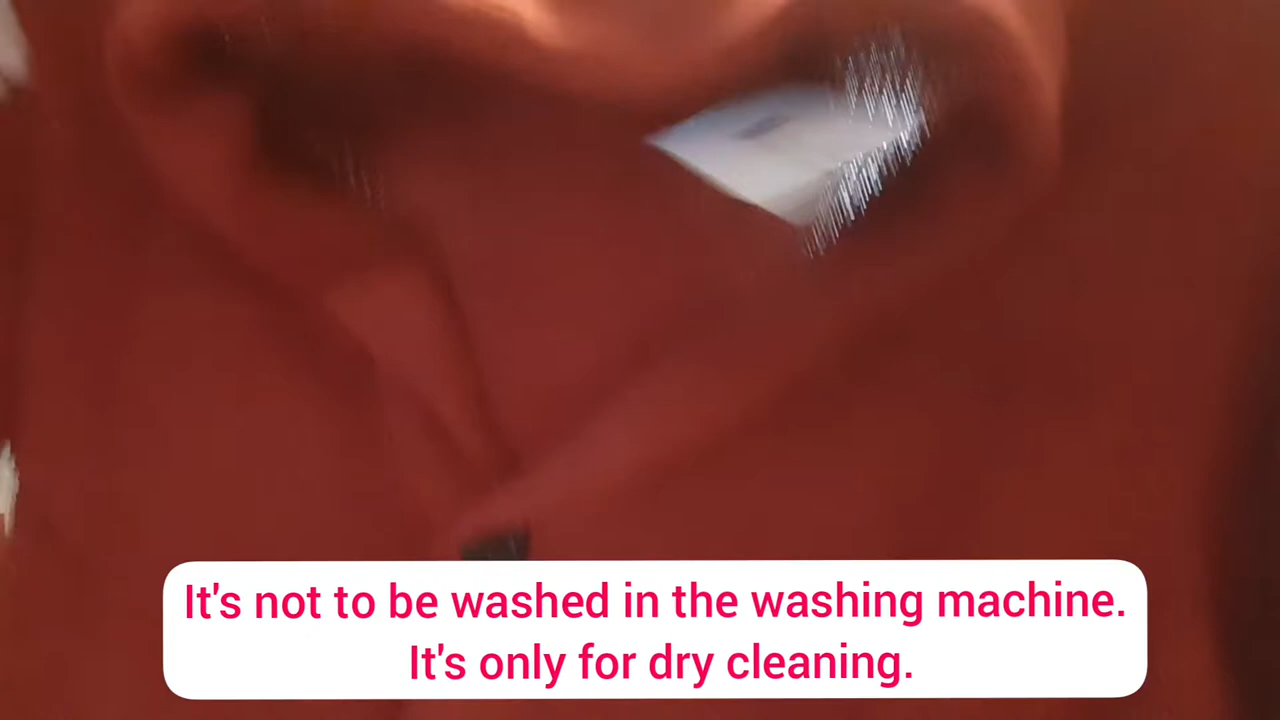 It's not to be washed in the washing machine.
It's only for dry cleaning.